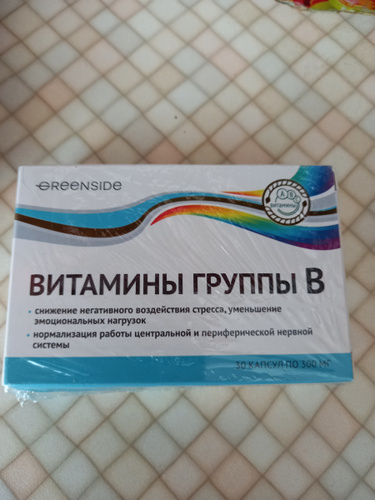 GREENSIDE
А В
ВИТАМИНЫ
ВИТАМИНЫ ГРУППЫ В
• снижение негативного воздействия стресса, уменьшение
эмоциональных нагрузок
• нормализация работы центральной и периферической нервной
системы
30 КАПСУЛ ПО 300 МГ